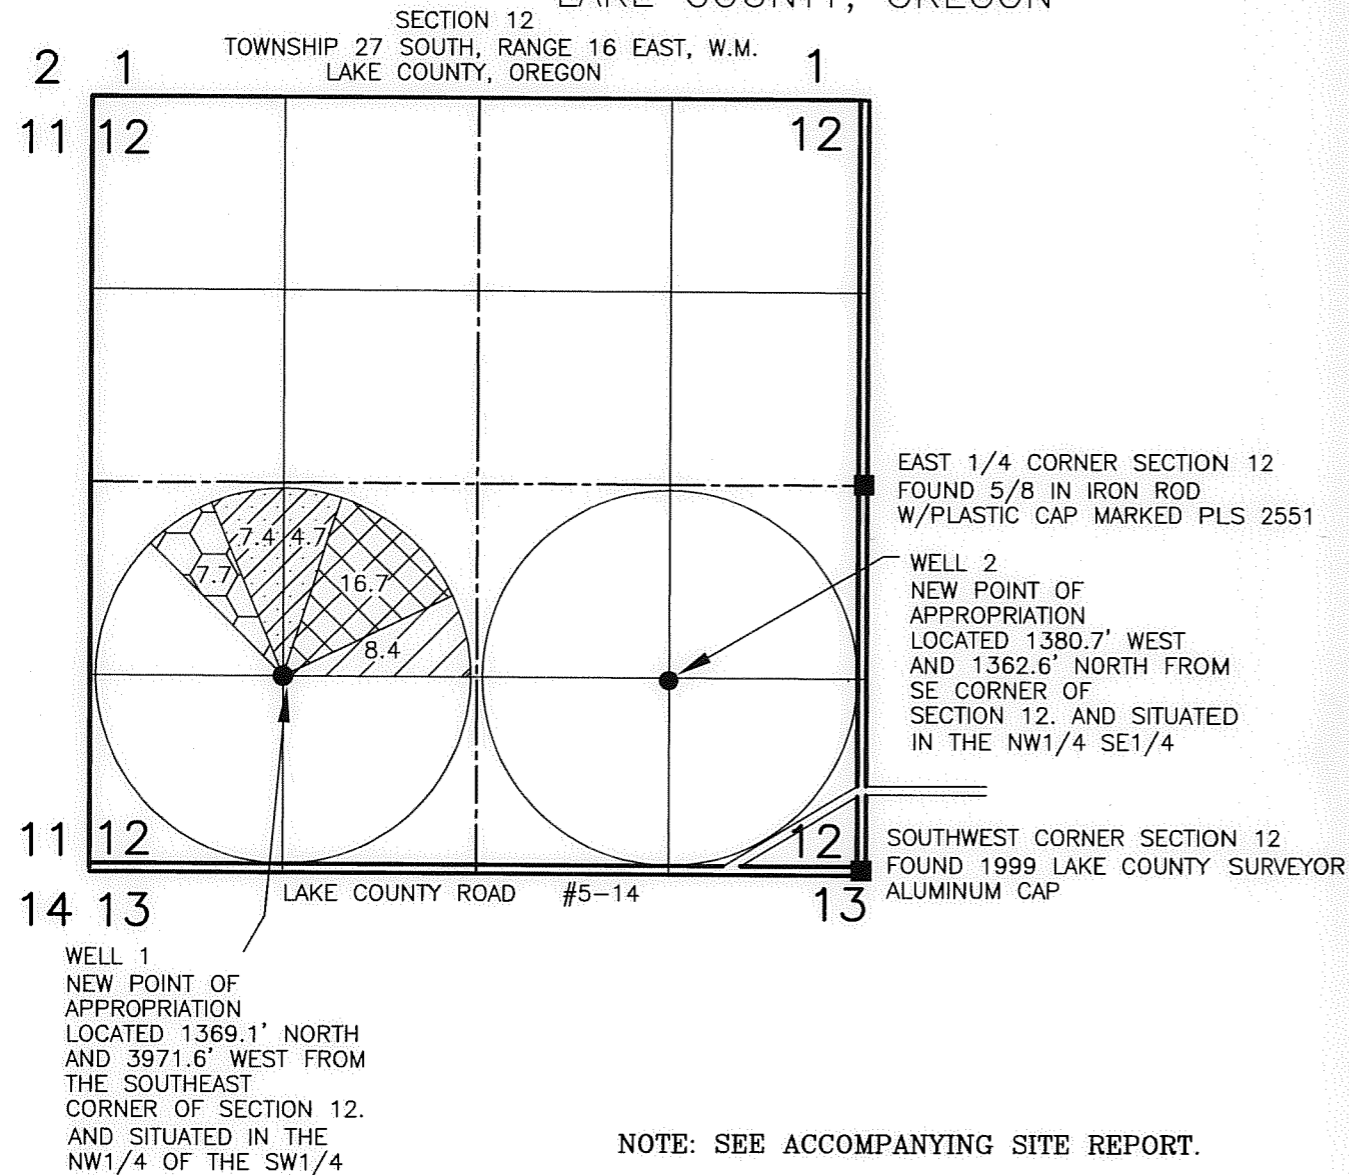 LAKE COUNTY, OREGON
SECTION 12
TOWNSHIP 27 SOUTH, RANGE 16 EAST, W.M.
LAKE COUNTY, OREGON
2 1
1
11 12
12
EAST 1/4 CORNER SECTION 12
FOUND 5/8 IN IRON ROD
W/PLASTIC CAP MARKED PLS 2551
7.4 4.7
7.7
16.7
8.4
WELL 2
NEW POINT OF
APPROPRIATION
LOCATED 1380.7' WEST
AND 1362.6' NORTH FROM
SE CORNER OF
SECTION 12. AND SITUATED
IN THE NW1/4 SE1/4
11 12
12
SOUTHWEST CORNER SECTION 12
FOUND 1999 LAKE COUNTY SURVEYOR
ALUMINUM CAP
LAKE COUNTY ROAD #5-14
14 13
13
WELL 1
NEW POINT OF
APPROPRIATION
LOCATED 1369.1' NORTH
AND 3971.6' WEST FROM
THE SOUTHEAST
CORNER OF SECTION 12.
AND SITUATED IN THE
NW1/4 OF THE SW1/4
NOTE: SEE ACCOMPANYING SITE REPORT.